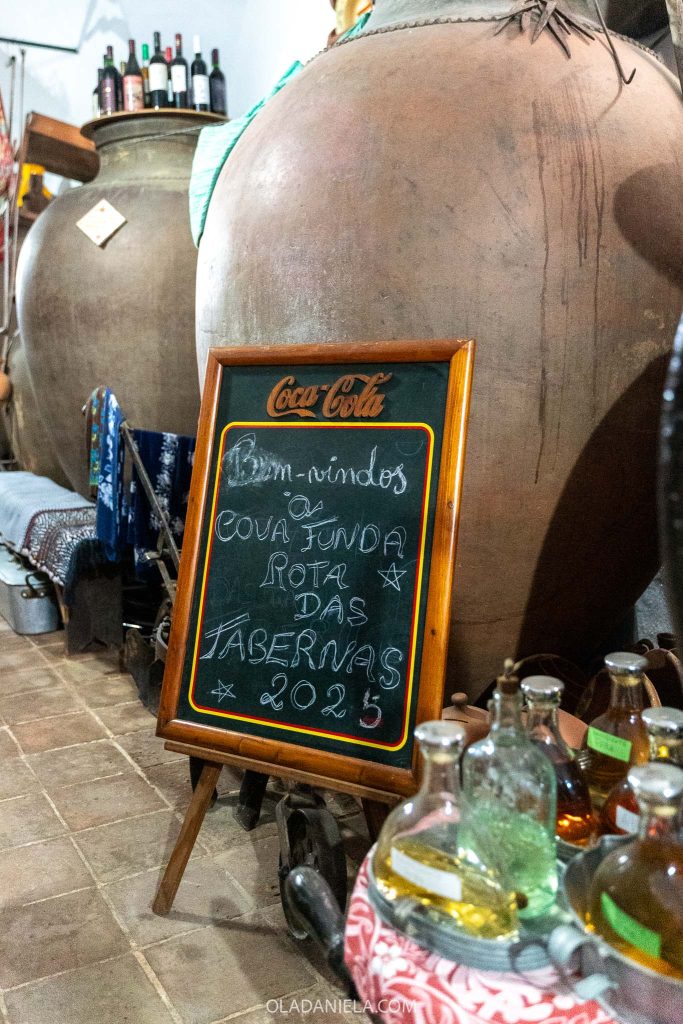 Coca-Cola
Bem-vindos
à
COVA FUNDA
ROTA
DAS
TABERNAS
2025
OLADANIELA.COM